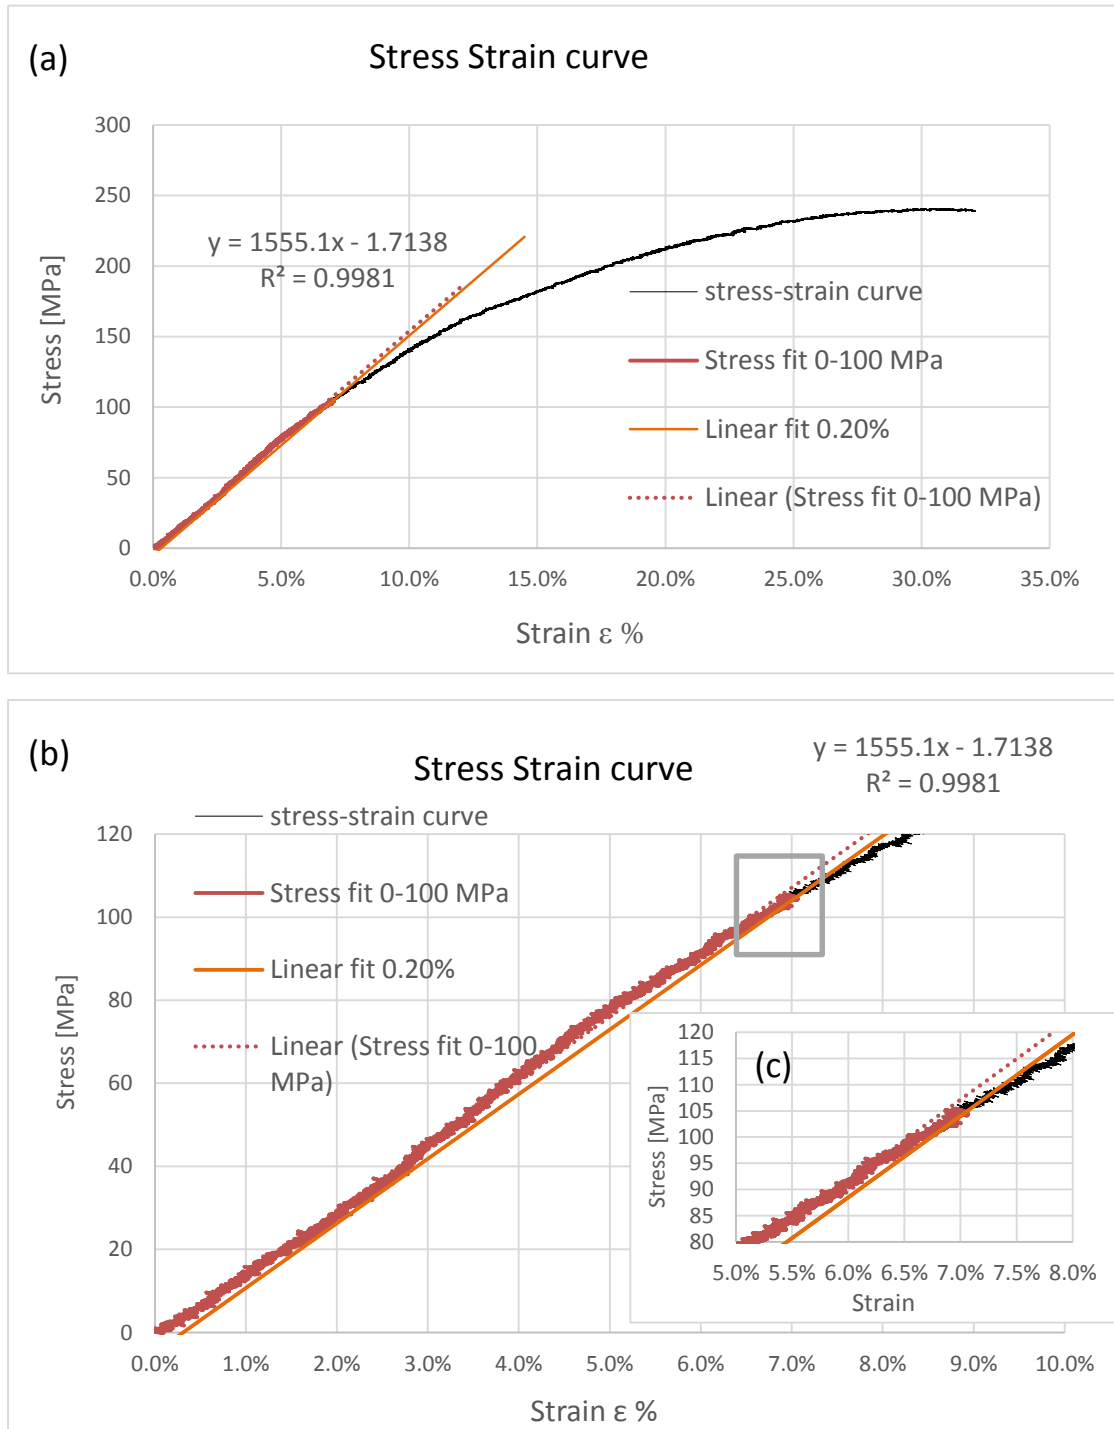 (a)
Stress Strain curve
300
250
200
150
100
50
0
Stress [MPa]
y = 1555.1x - 1.7138
R² = 0.9981
stress-strain curve
Stress fit 0-100 MPa
Linear fit 0.20%
Linear (Stress fit 0-100 MPa)
0.0% 5.0% 10.0% 15.0% 20.0% 25.0% 30.0% 35.0%
Strain ε %
(b)
Stress Strain curve
y = 1555.1x - 1.7138
R² = 0.9981
stress-strain curve
Stress fit 0-100 MPa
Linear fit 0.20%
Linear (Stress fit 0-100
MPa)
120
100
80
60
40
20
0
Stress [MPa]
0.0% 1.0% 2.0% 3.0% 4.0% 5.0% 6.0% 7.0% 8.0% 9.0% 10.0%
Strain ε %
(c)
120
115
110
105
100
95
90
85
80
Stress [MPa]
5.0% 5.5% 6.0% 6.5% 7.0% 7.5% 8.0%
Strain